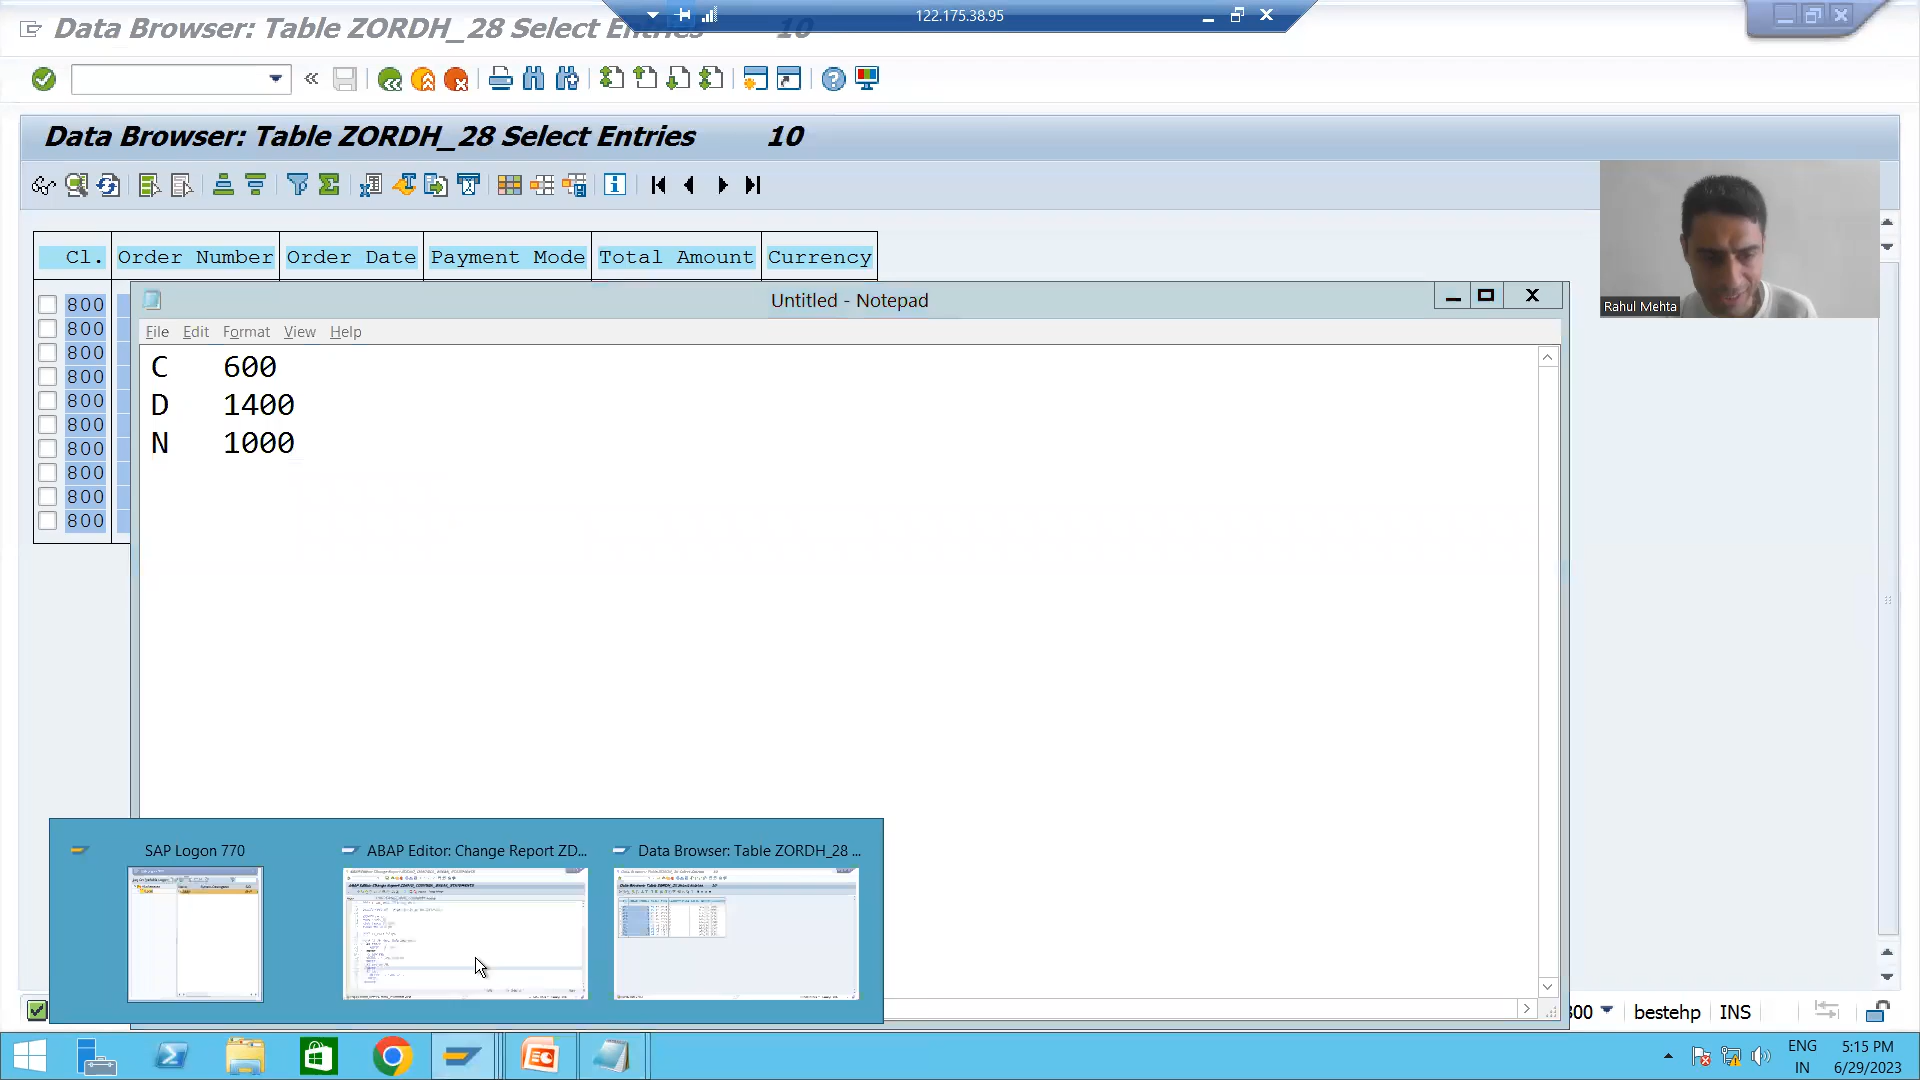 Data Browser: Table ZORDH_28 Select Entries 10
122.175.38.95
Data Browser: Table ZORDH_28 Select Entries 10
Cl. Order Number Order Date Payment Mode Total Amount Currency
800
800
800
800
800
800
800
800
800
800
Untitled - Notepad
File Edit Format View Help
C 600
D 1400
N 1000
Rahul Mehta
SAP Logon 770
ABAP Editor: Change Report ZD...
Data Browser: Table ZORDH_28 ...
bestehp INS
ENG
IN
5:15 PM
6/29/2023